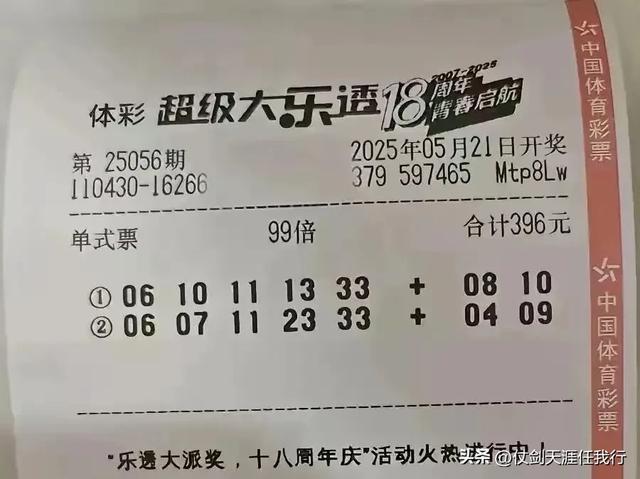 体彩 超级大乐透 18周年 2007-2025 青春启航
第 25056期 2025年05月21日开奖
110430-16266 379 597465 Mtp8Lw
单式票 99倍 合计396元
① 06 10 11 13 33 + 08 10
② 06 07 11 23 33 + 04 09
"乐透大派奖，十八周年庆"活动火热进行中！
中国体育彩票
中国体育彩票
头条 @仗剑天涯任我行